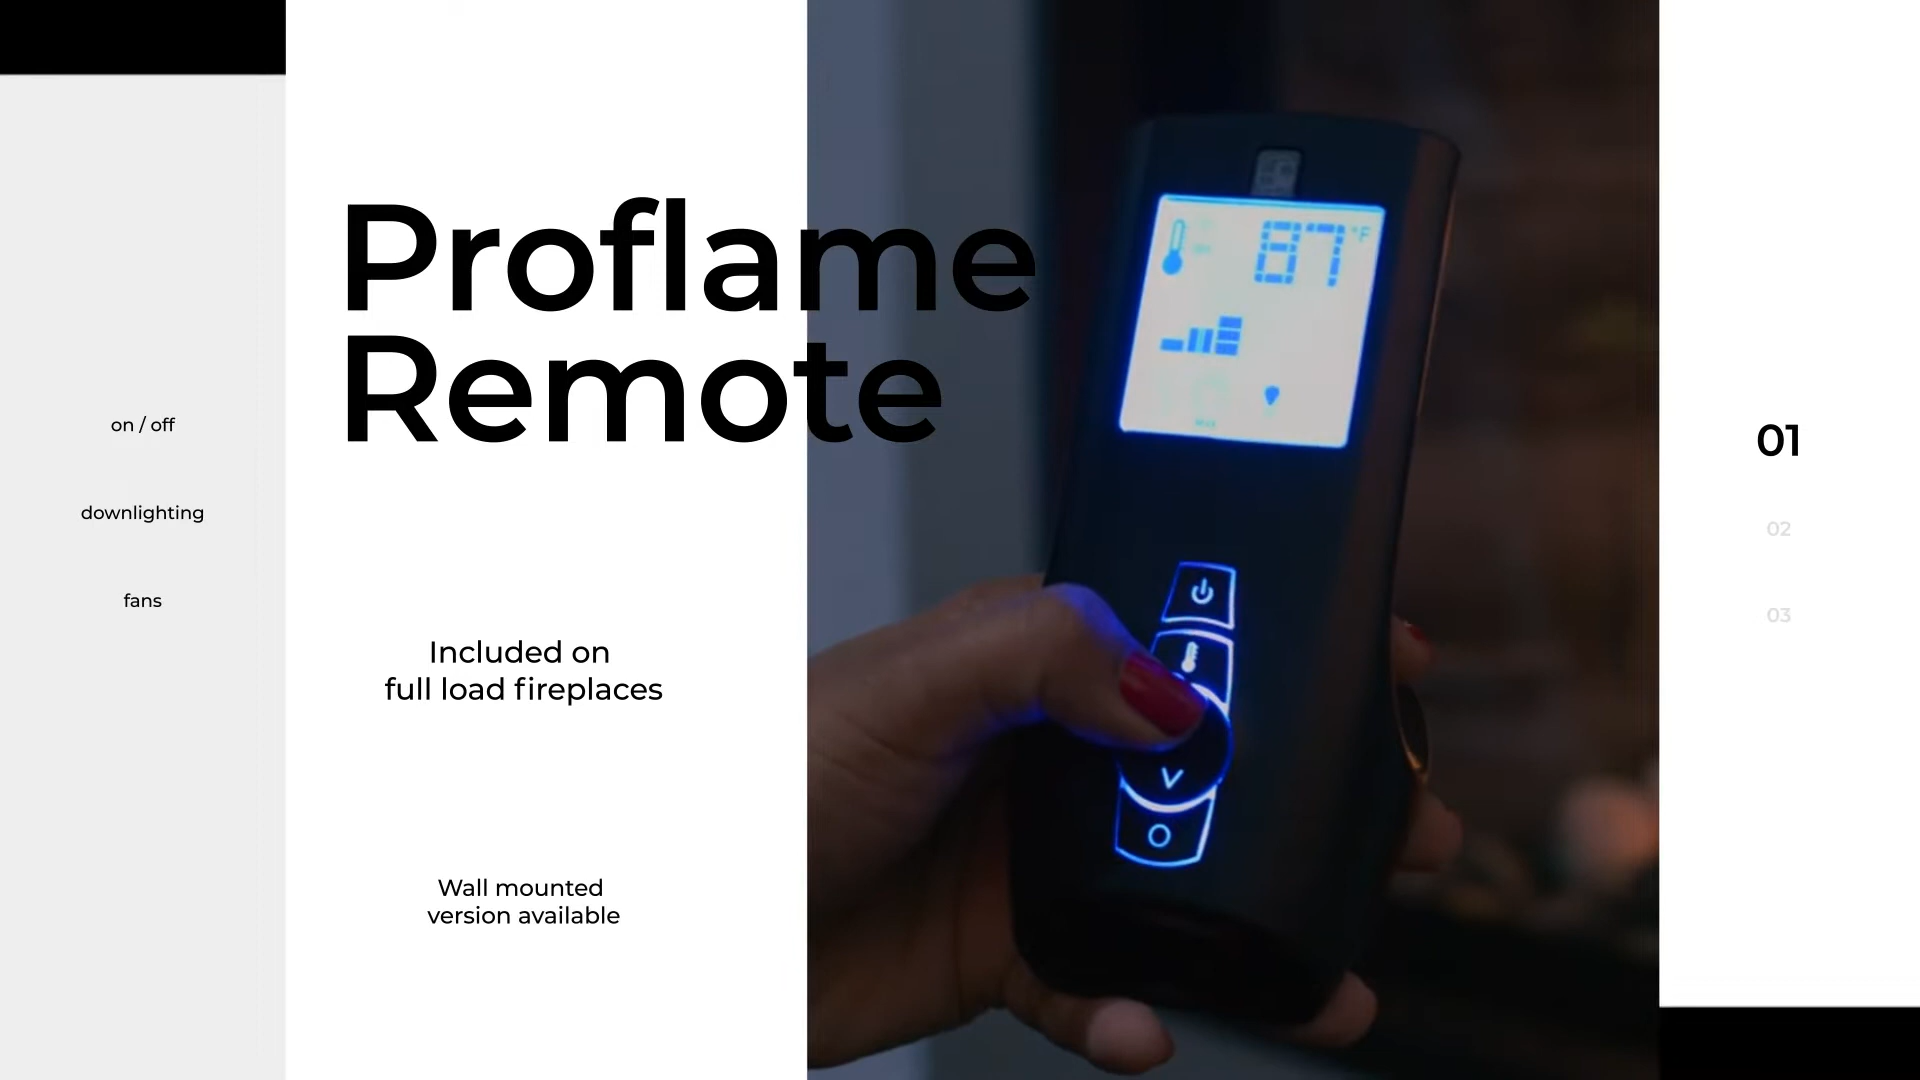 on / off
downlighting
fans
Proflame
Remote
Included on
full load fireplaces
Wall mounted
version available
87 °F
01
02
03